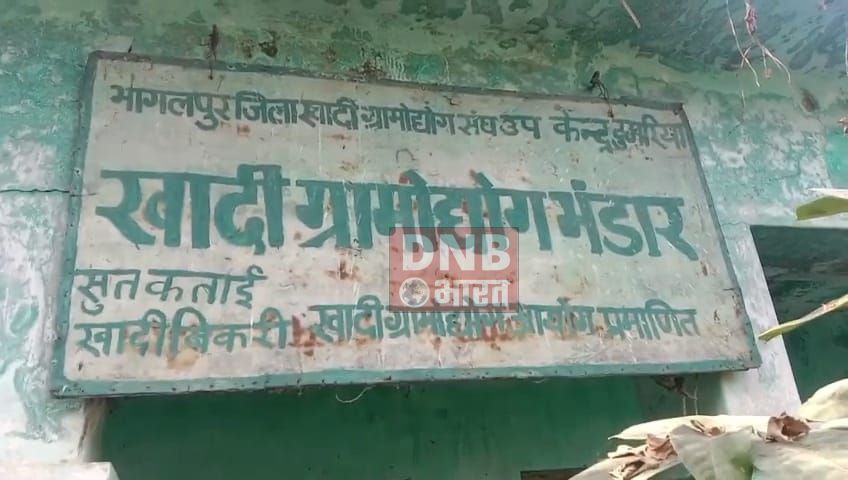 भागलपुर जिला खादी ग्रामोद्योग संघ उप केन्द्र डुमरिया
खादी ग्रामोद्योग भंडार
सुत कताई
खादी बिकरी खादी ग्रामोद्योग आयोग प्रमाणित
DNB
भारत